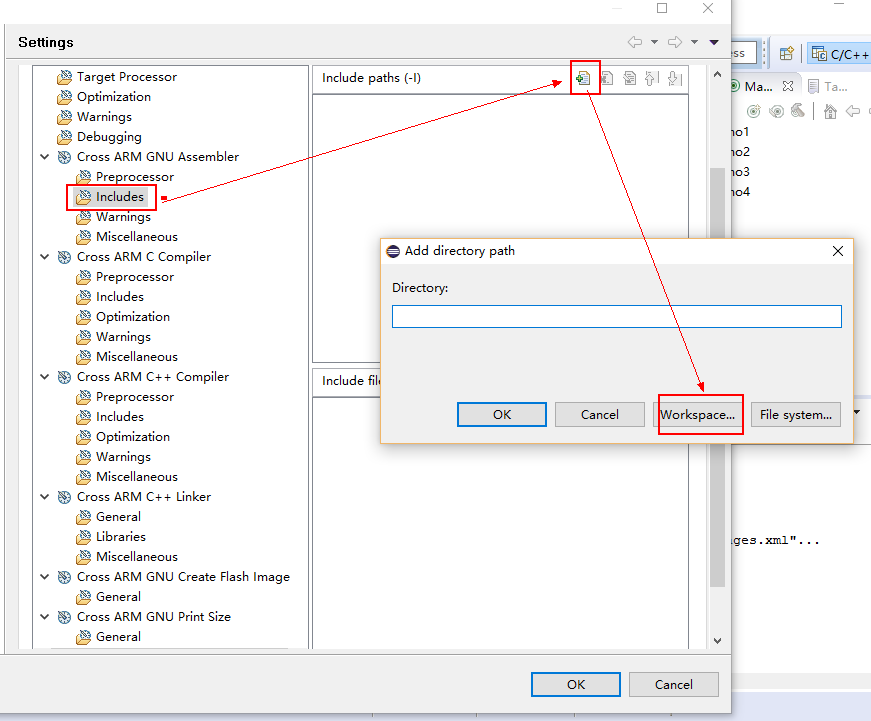 Settings
Target Processor
Optimization
Warnings
Debugging
Cross ARM GNU Assembler
Preprocessor
Includes
Warnings
Miscellaneous
Cross ARM C Compiler
Preprocessor
Includes
Optimization
Warnings
Miscellaneous
Cross ARM C++ Compiler
Preprocessor
Includes
Optimization
Warnings
Miscellaneous
Cross ARM C++ Linker
General
Libraries
Miscellaneous
Cross ARM GNU Create Flash Image
General
Cross ARM GNU Print Size
General
Include paths (-I)
Include file
Add directory path
Directory:
OK
Cancel
Workspace...
File system...
OK
Cancel
ess
C/C++
Ma...
Ta...
no1
no2
no3
no4
ges.xml"...